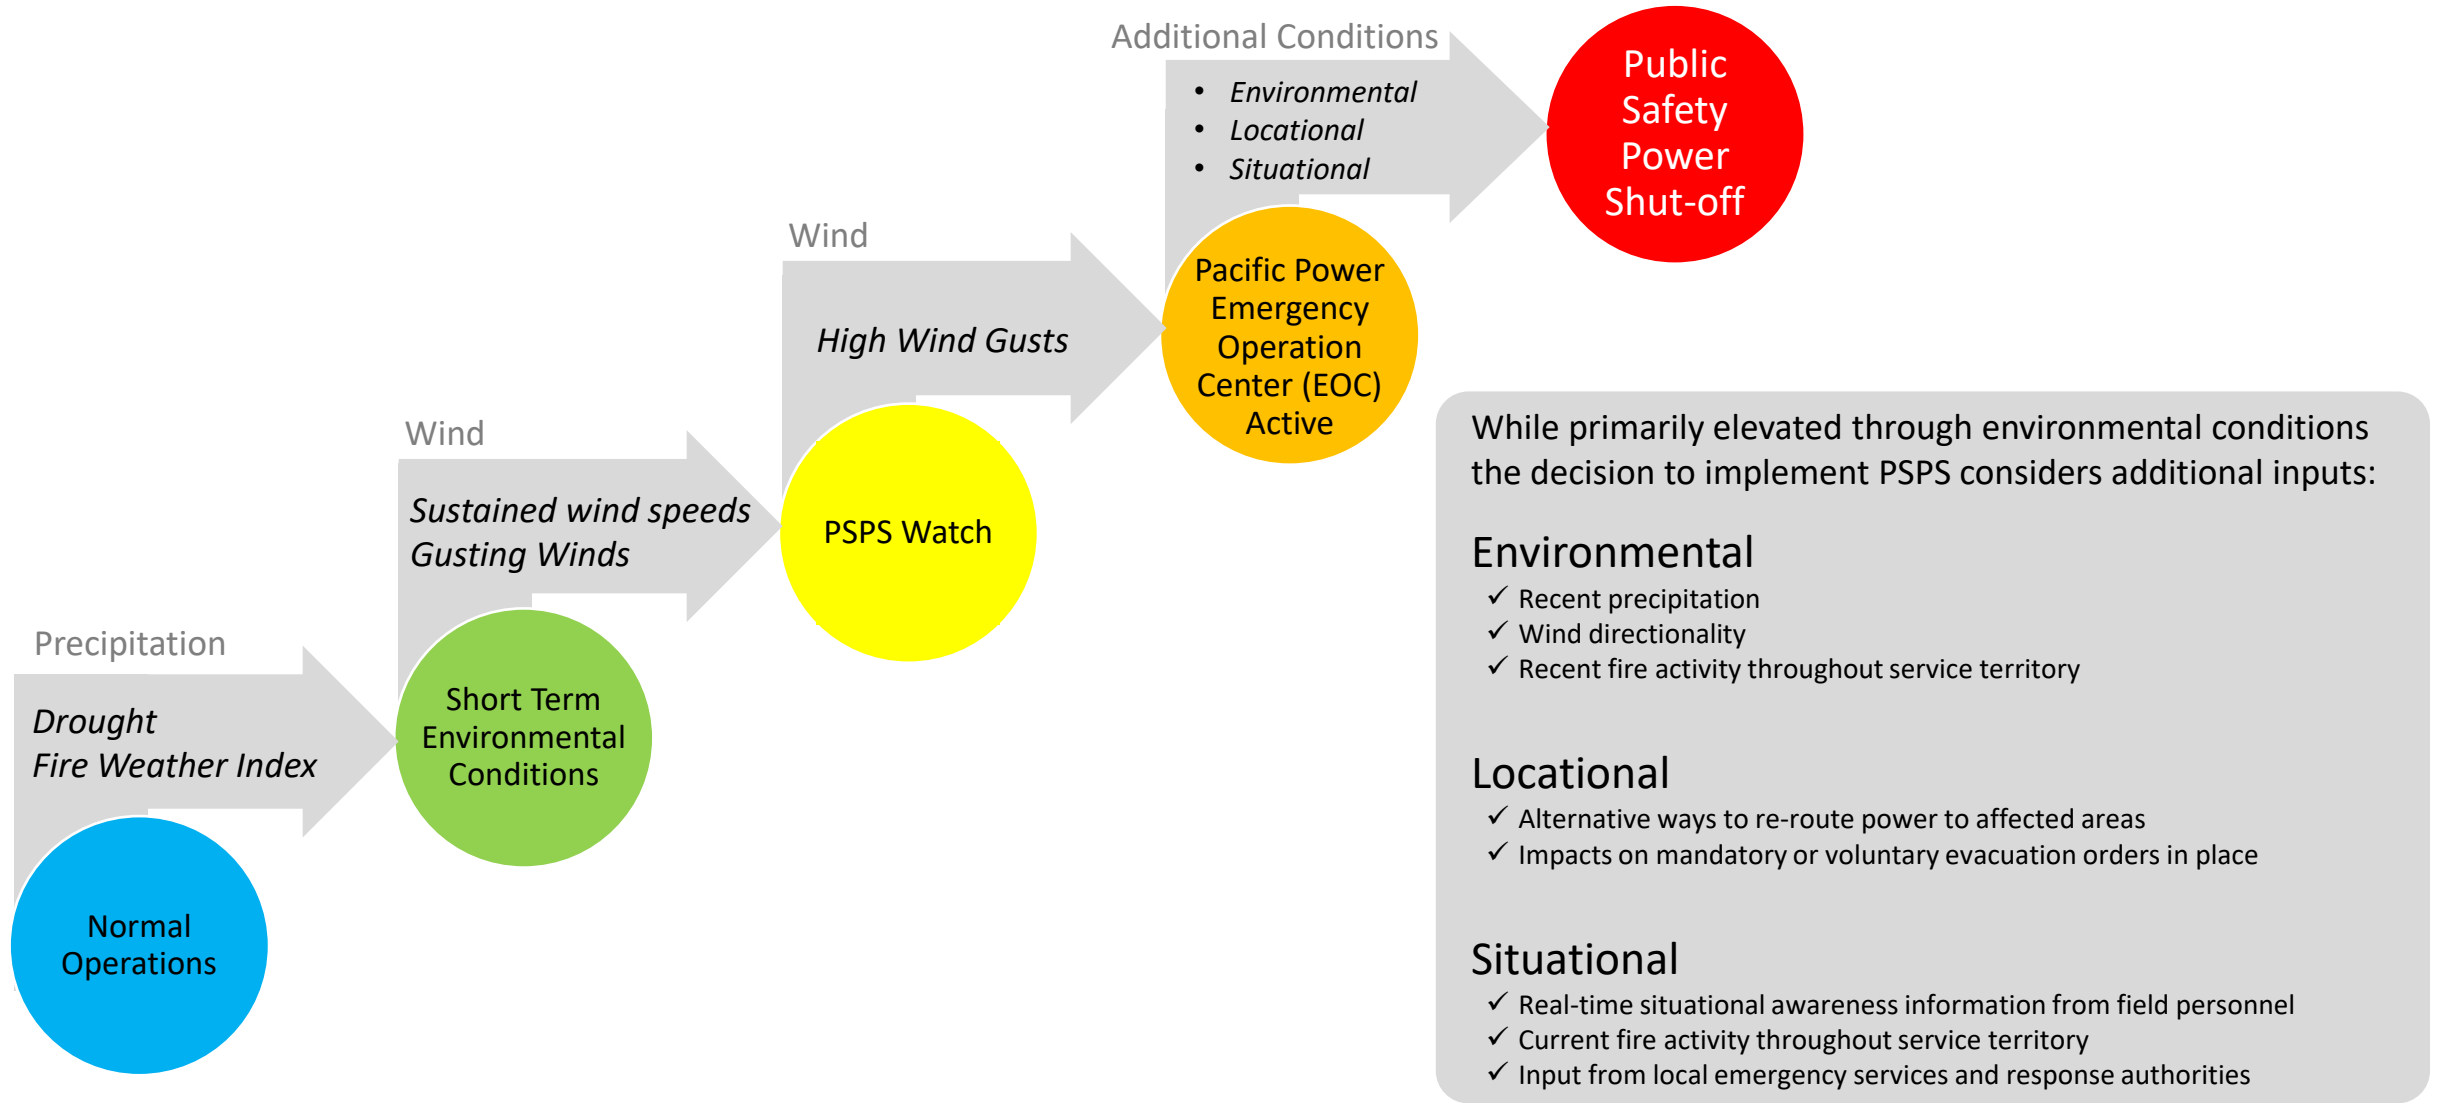 Additional Conditions
• Environmental
• Locational
• Situational
Public
Safety
Power
Shut-off
Wind
High Wind Gusts
Pacific Power
Emergency
Operation
Center (EOC)
Active
Wind
Sustained wind speeds
Gusting Winds
PSPS Watch
Precipitation
Drought
Fire Weather Index
Short Term
Environmental
Conditions
Normal
Operations
While primarily elevated through environmental conditions
the decision to implement PSPS considers additional inputs:
Environmental
✓ Recent precipitation
✓ Wind directionality
✓ Recent fire activity throughout service territory
Locational
✓ Alternative ways to re-route power to affected areas
✓ Impacts on mandatory or voluntary evacuation orders in place
Situational
✓ Real-time situational awareness information from field personnel
✓ Current fire activity throughout service territory
✓ Input from local emergency services and response authorities